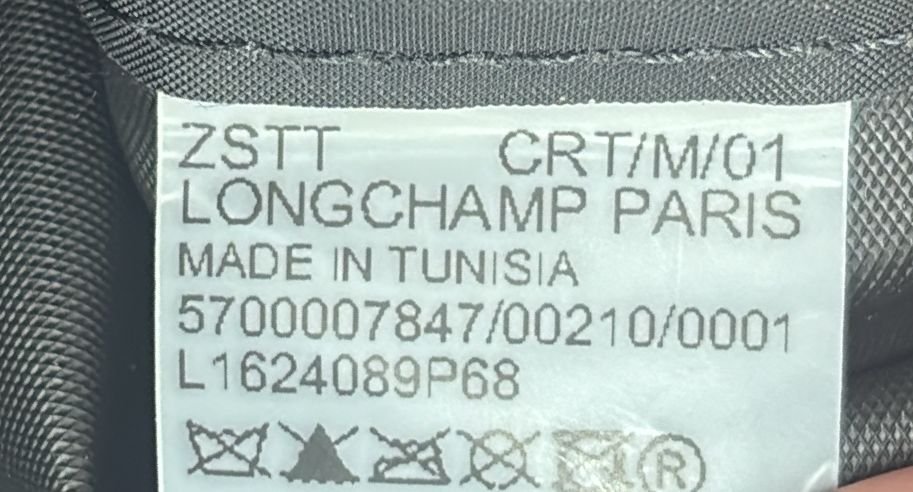 ZSTT CRT/M/01
LONGCHAMP PARIS
MADE IN TUNISIA
5700007847/00210/0001
L1624089P68
R